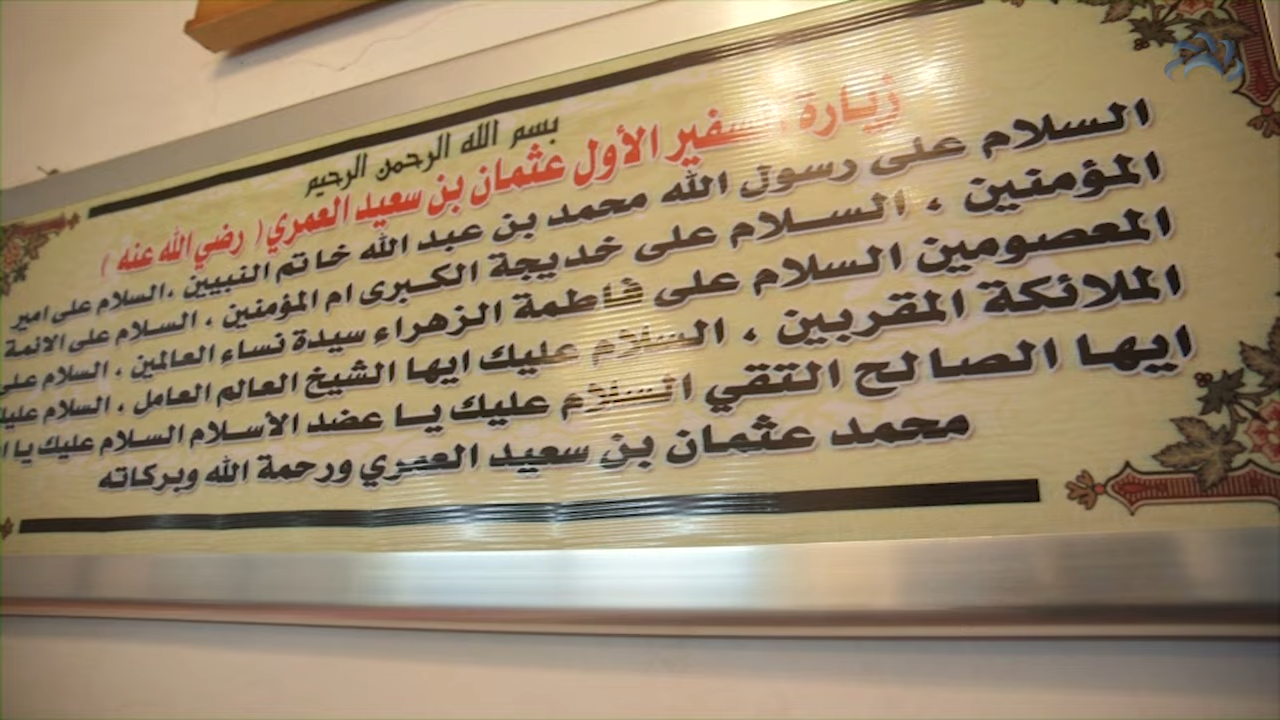 بسم الله الرحمن الرحيم
زيارة السفير الأول عثمان بن سعيد العمري ( رضي الله عنه )
السلام على رسول الله محمد بن عبد الله خاتم النبيين ،السلام على امير
المؤمنين ، السلام على خديجة الكبرى ام المؤمنين ، السلام على الائمة
المعصومين السلام على فاطمة الزهراء سيدة نساء العالمين ، السلام على
الملائكة المقربين ، السلام عليك ايها الشيخ العالم العامل ، السلام عليك
ايها الصالح التقي السلام عليك يا عضد الأسلام السلام عليك يا
محمد عثمان بن سعيد العمري ورحمة الله وبركاته